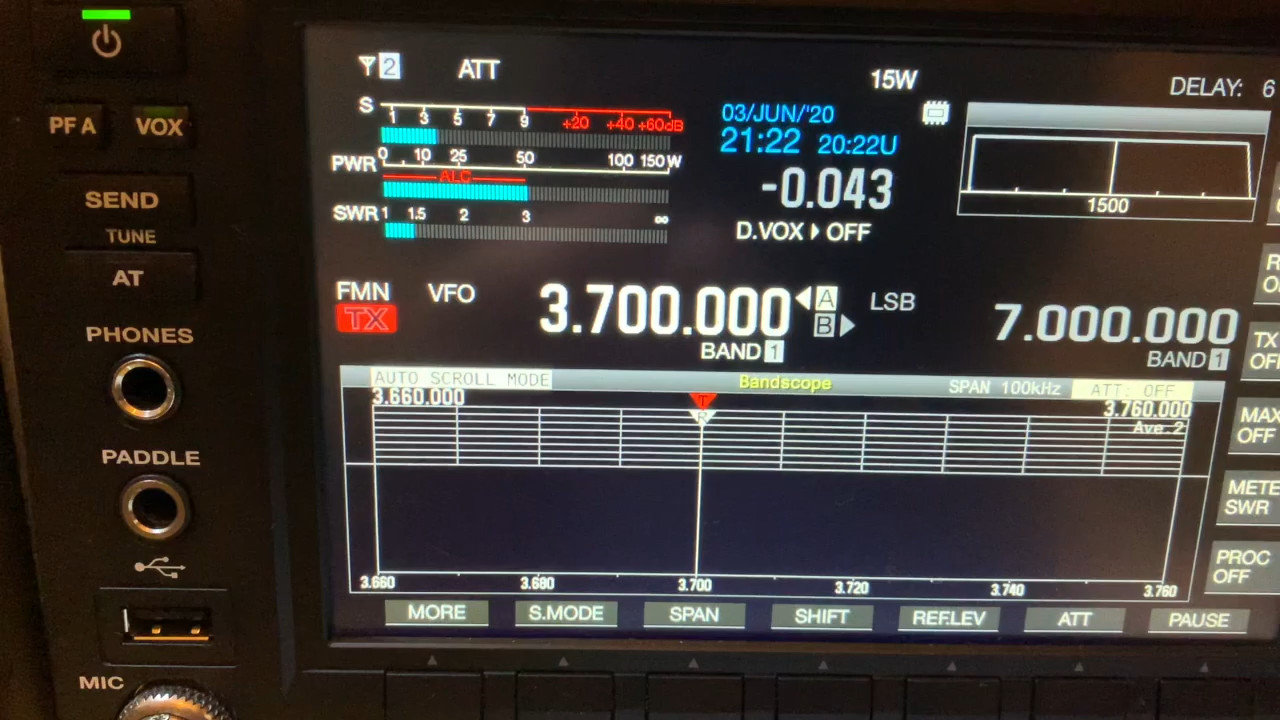 2 ATT 15W DELAY: 6
S 1 3 5 7 9 +20 +40 +60dB
03/JUN/'20
21:22 20:22U
PWR 0 10 25 50 100 150 W
ALC
-0.043
SWR 1 1.5 2 3 ∞
D.VOX OFF
1500
FMN VFO 3.700.000 A LSB 7.000.000
TX B
BAND 1 BAND 1
AUTO SCROLL MODE Bandscope SPAN 100kHz ATT: OFF
3.660.000 T 3.760.000
R Ave.2
3.660 3.680 3.700 3.720 3.740 3.760
MORE S.MODE SPAN SHIFT REF.LEV ATT PAUSE
TX
OFF
MAX
OFF
METE
SWR
PROC
OFF
PF A VOX
SEND
TUNE
AT
PHONES
PADDLE
MIC